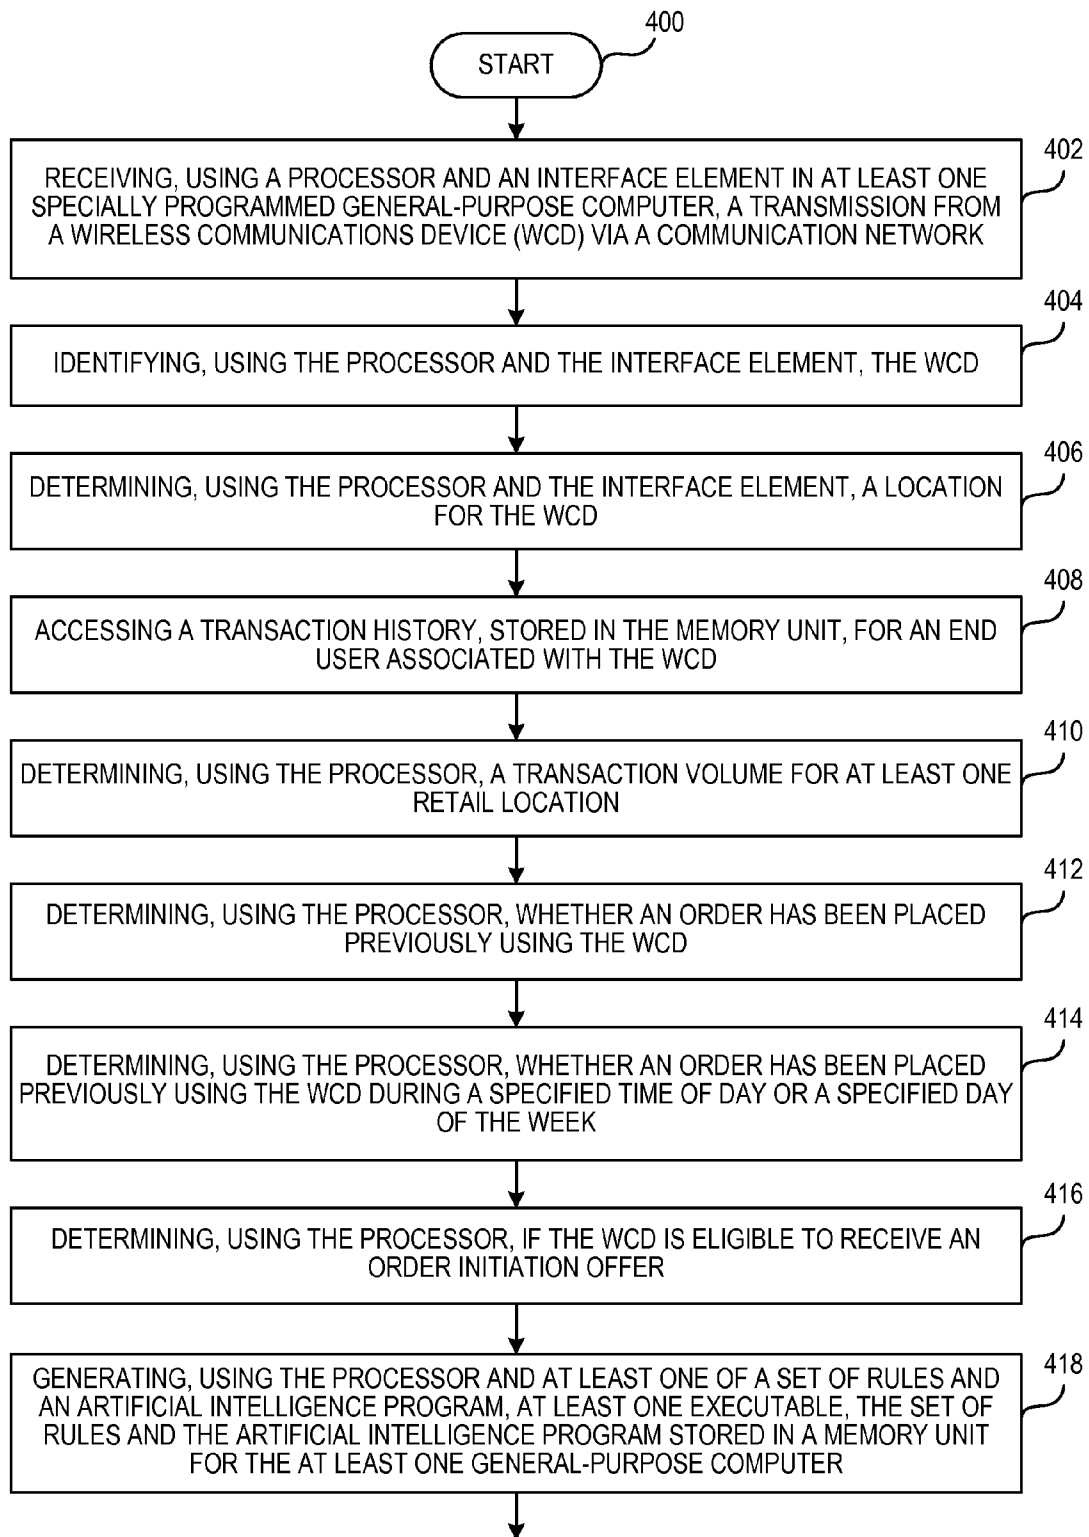 400
START
402
RECEIVING, USING A PROCESSOR AND AN INTERFACE ELEMENT IN AT LEAST ONE
SPECIALLY PROGRAMMED GENERAL-PURPOSE COMPUTER, A TRANSMISSION FROM
A WIRELESS COMMUNICATIONS DEVICE (WCD) VIA A COMMUNICATION NETWORK
404
IDENTIFYING, USING THE PROCESSOR AND THE INTERFACE ELEMENT, THE WCD
406
DETERMINING, USING THE PROCESSOR AND THE INTERFACE ELEMENT, A LOCATION
FOR THE WCD
408
ACCESSING A TRANSACTION HISTORY, STORED IN THE MEMORY UNIT, FOR AN END
USER ASSOCIATED WITH THE WCD
410
DETERMINING, USING THE PROCESSOR, A TRANSACTION VOLUME FOR AT LEAST ONE
RETAIL LOCATION
412
DETERMINING, USING THE PROCESSOR, WHETHER AN ORDER HAS BEEN PLACED
PREVIOUSLY USING THE WCD
414
DETERMINING, USING THE PROCESSOR, WHETHER AN ORDER HAS BEEN PLACED
PREVIOUSLY USING THE WCD DURING A SPECIFIED TIME OF DAY OR A SPECIFIED DAY
OF THE WEEK
416
DETERMINING, USING THE PROCESSOR, IF THE WCD IS ELIGIBLE TO RECEIVE AN
ORDER INITIATION OFFER
418
GENERATING, USING THE PROCESSOR AND AT LEAST ONE OF A SET OF RULES AND
AN ARTIFICIAL INTELLIGENCE PROGRAM, AT LEAST ONE EXECUTABLE, THE SET OF
RULES AND THE ARTIFICIAL INTELLIGENCE PROGRAM STORED IN A MEMORY UNIT
FOR THE AT LEAST ONE GENERAL-PURPOSE COMPUTER